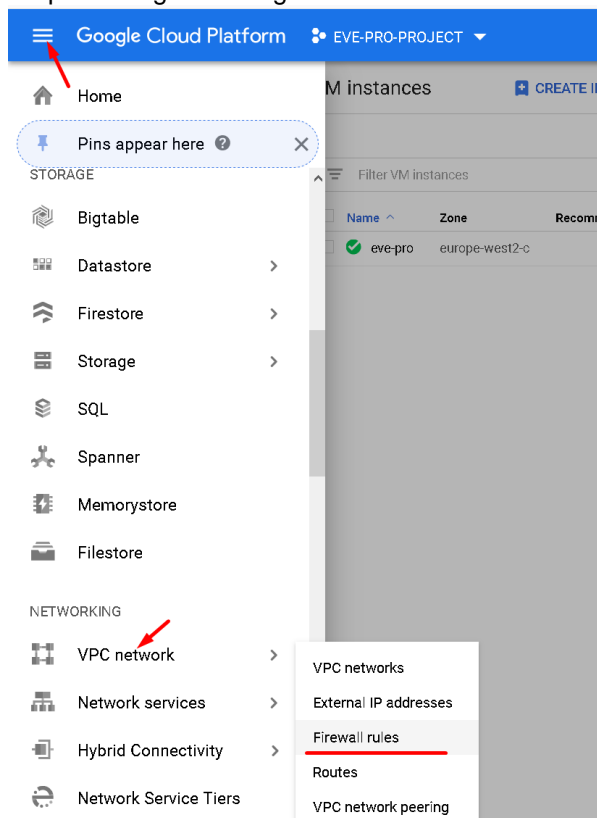 Google Cloud Platform EVE-PRO-PROJECT
Home
M instances CREATE
Pins appear here
STORAGE
Filter VM instances
Bigtable
Name Zone
eve-pro europe-west2-c
Datastore
Firestore
Storage
SQL
Spanner
Memorystore
Filestore
NETWORKING
VPC network
VPC networks
Network services
External IP addresses
Firewall rules
Hybrid Connectivity
Routes
Network Service Tiers
VPC network peering